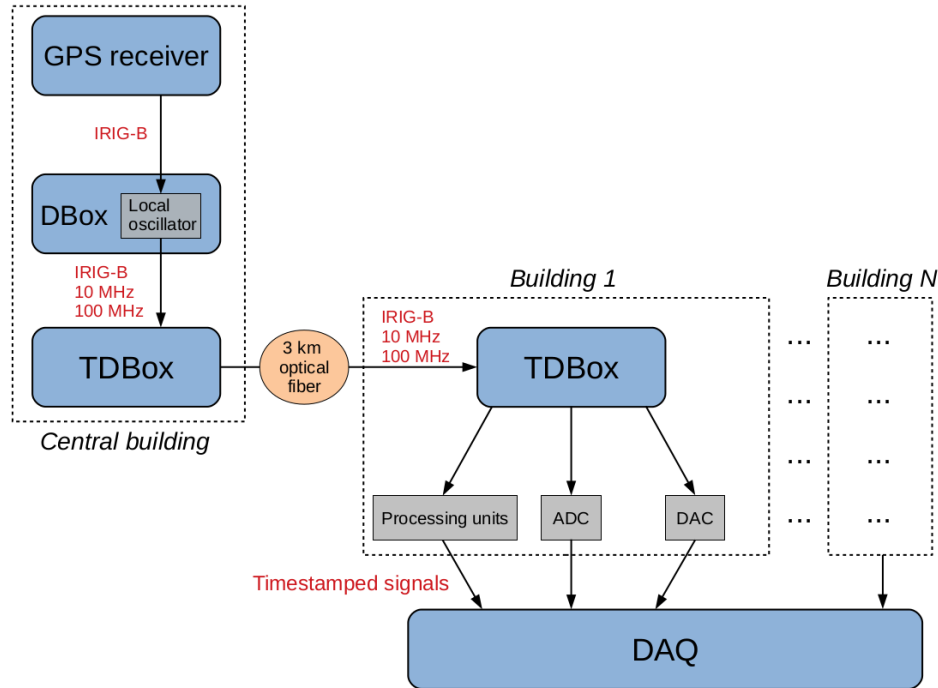 GPS receiver
IRIG-B
DBox
Local
oscillator
IRIG-B
10 MHz
100 MHz
TDBox
Central building
3 km
optical
fiber
Building 1
IRIG-B
10 MHz
100 MHz
TDBox
Processing units
ADC
DAC
Building N
... ...
... ...
... ...
... ...
Timestamped signals
DAQ